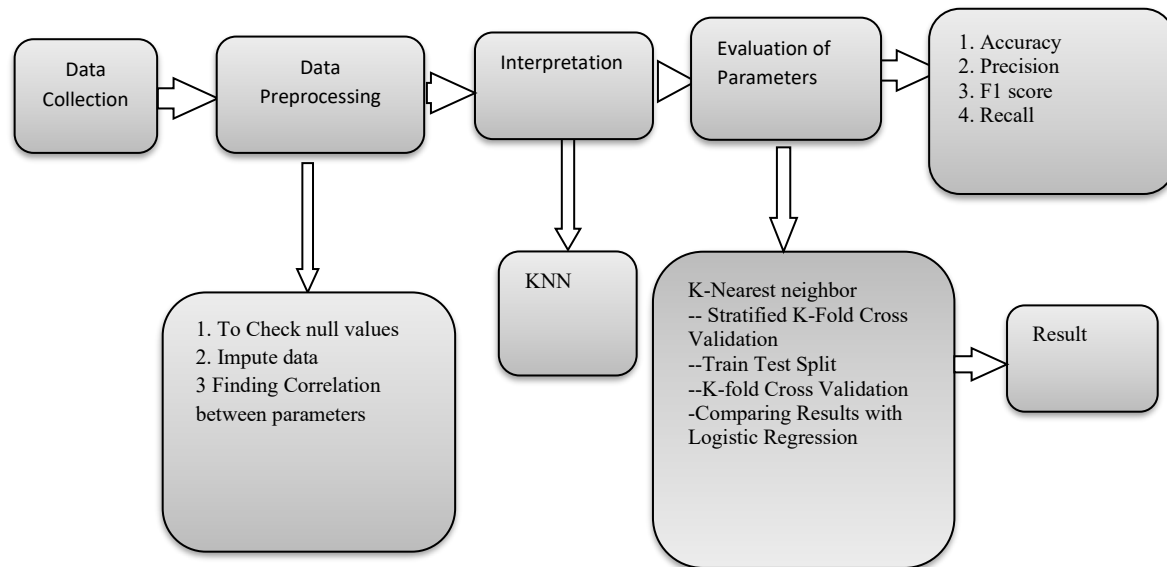 Data
Collection
Data
Preprocessing
Interpretation
Evaluation of
Parameters
1. Accuracy
2. Precision
3. F1 score
4. Recall
1. To Check null values
2. Impute data
3 Finding Correlation
between parameters
KNN
K-Nearest neighbor
-- Stratified K-Fold Cross
Validation
--Train Test Split
--K-fold Cross Validation
-Comparing Results with
Logistic Regression
Result